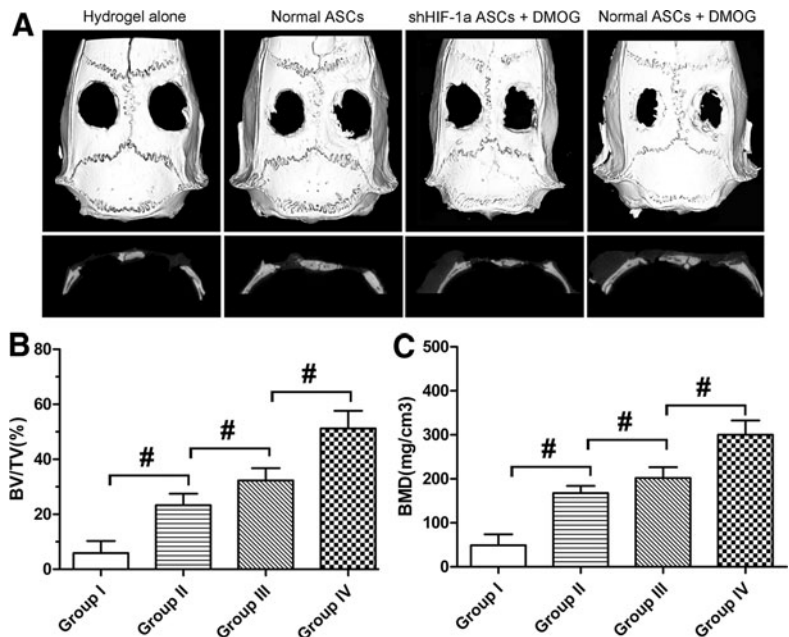 A
Hydrogel alone
Normal ASCs
shHIF-1a ASCs + DMOG
Normal ASCs + DMOG
B
80
60
40
20
0
BV/TV(%)
#
#
#
Group I
Group II
Group III
Group IV
C
500
400
300
200
100
0
BMD(mg/cm3)
#
#
#
Group I
Group II
Group III
Group IV